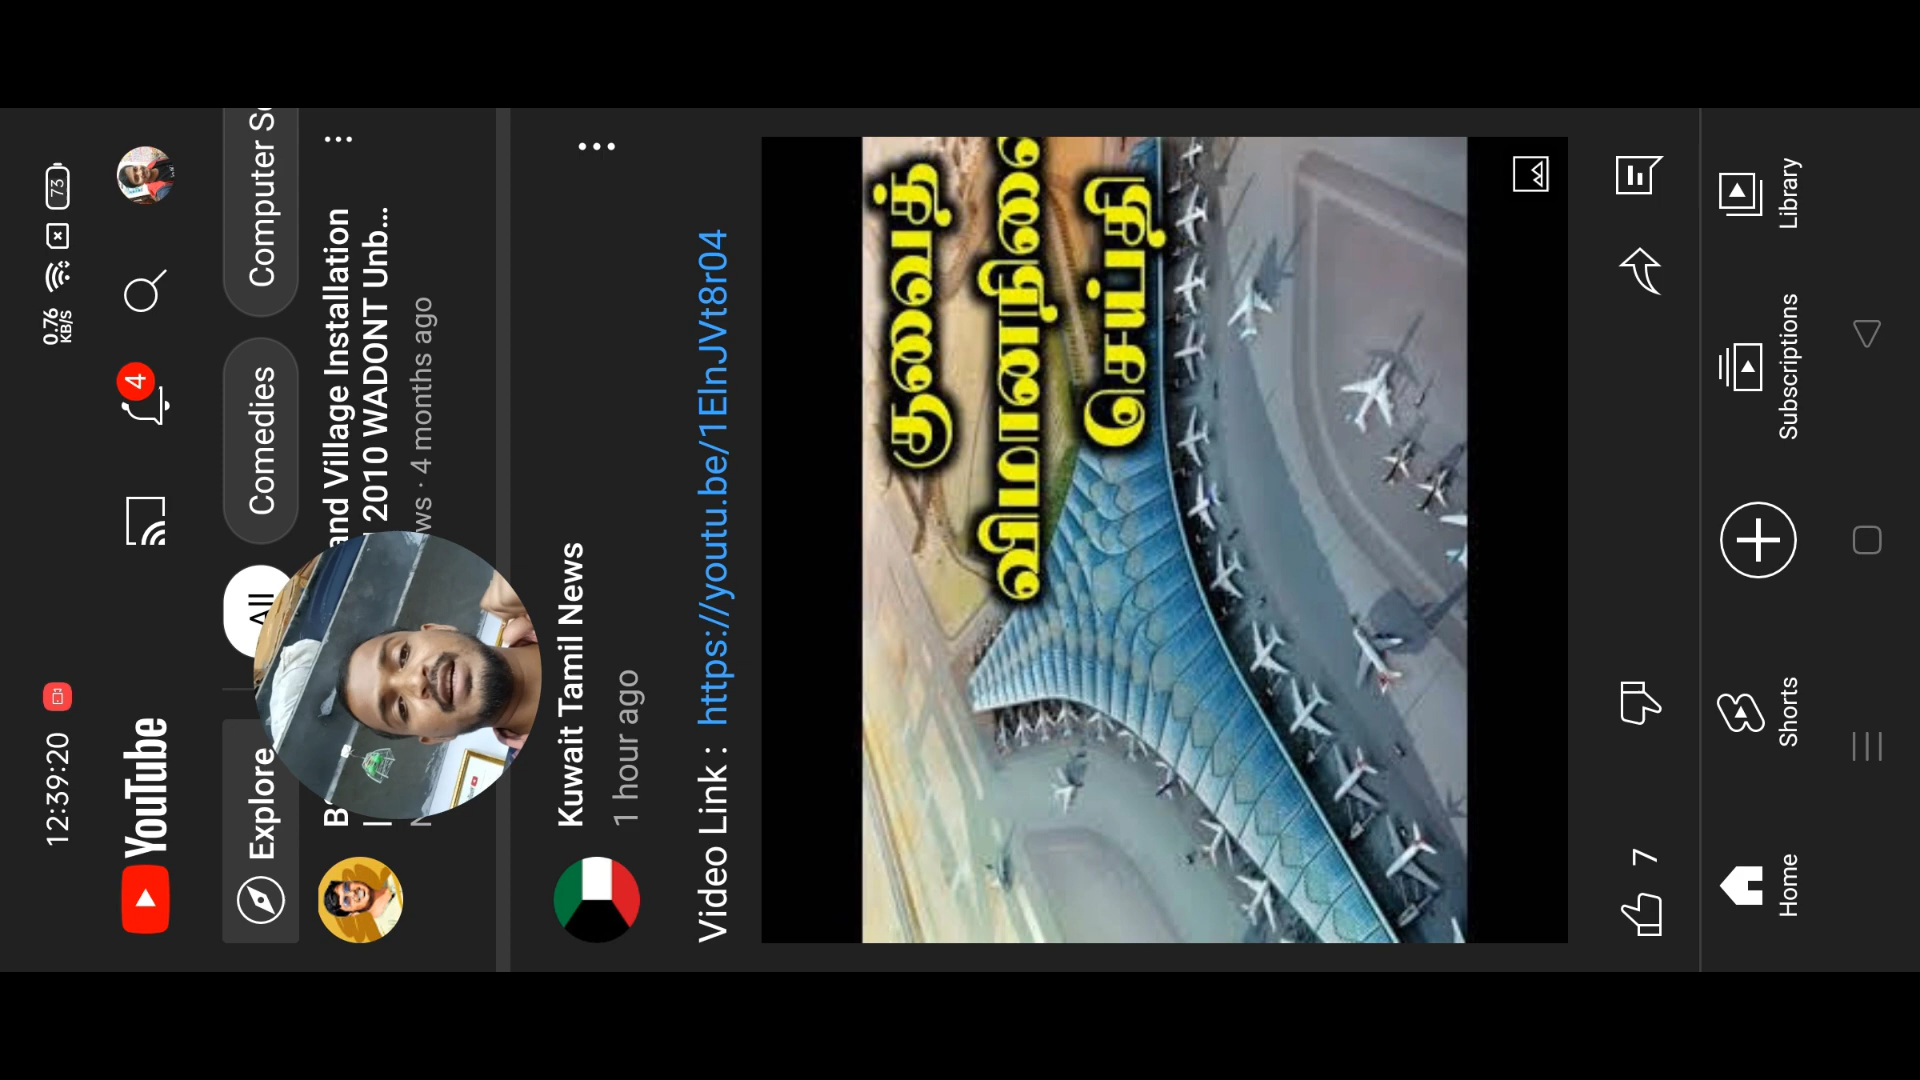 12:39:20
0.76
KB/S
73
YouTube
4
Explore
All
Comedies
Computer Sc
and Village Installation
2010 WADONT Unb...
ws · 4 months ago
Kuwait Tamil News
1 hour ago
Video Link : https://youtu.be/1ElnJVt8r04
குவைத்
விமானநிலை
செய்தி
7
Home
Shorts
Subscriptions
Library